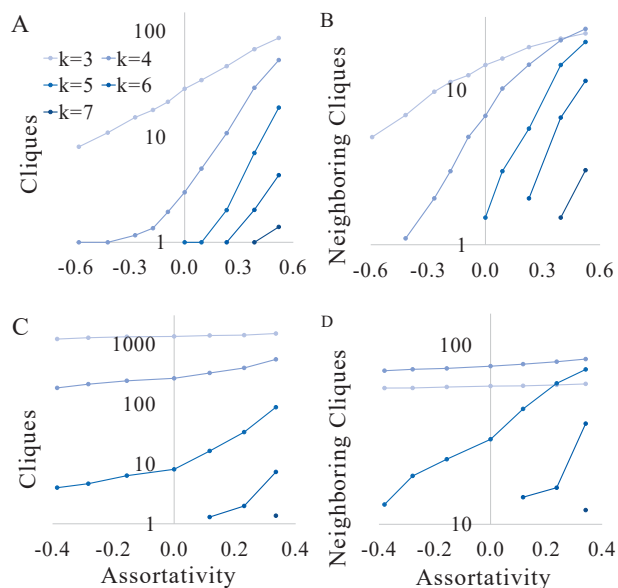 A
100
k=3 k=4
k=5 k=6
k=7
10
1
Cliques
-0.6 -0.3 0.0 0.3 0.6
B
10
1
Neighboring Cliques
-0.6 -0.3 0.0 0.3 0.6
C
1000
100
10
1
Cliques
-0.4 -0.2 0.0 0.2 0.4
Assortativity
D
100
10
Neighboring Cliques
-0.4 -0.2 0.0 0.2 0.4
Assortativity